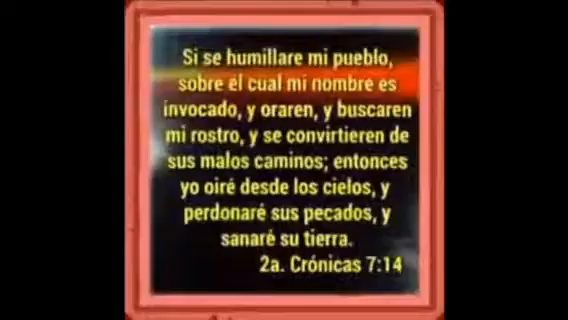 Si se humillare mi pueblo,
sobre el cual mi nombre es
invocado, y oraren, y buscaren
mi rostro, y se convirtieren de
sus malos caminos; entonces
yo oiré desde los cielos, y
perdonaré sus pecados, y
sanaré su tierra.
2a. Crónicas 7:14